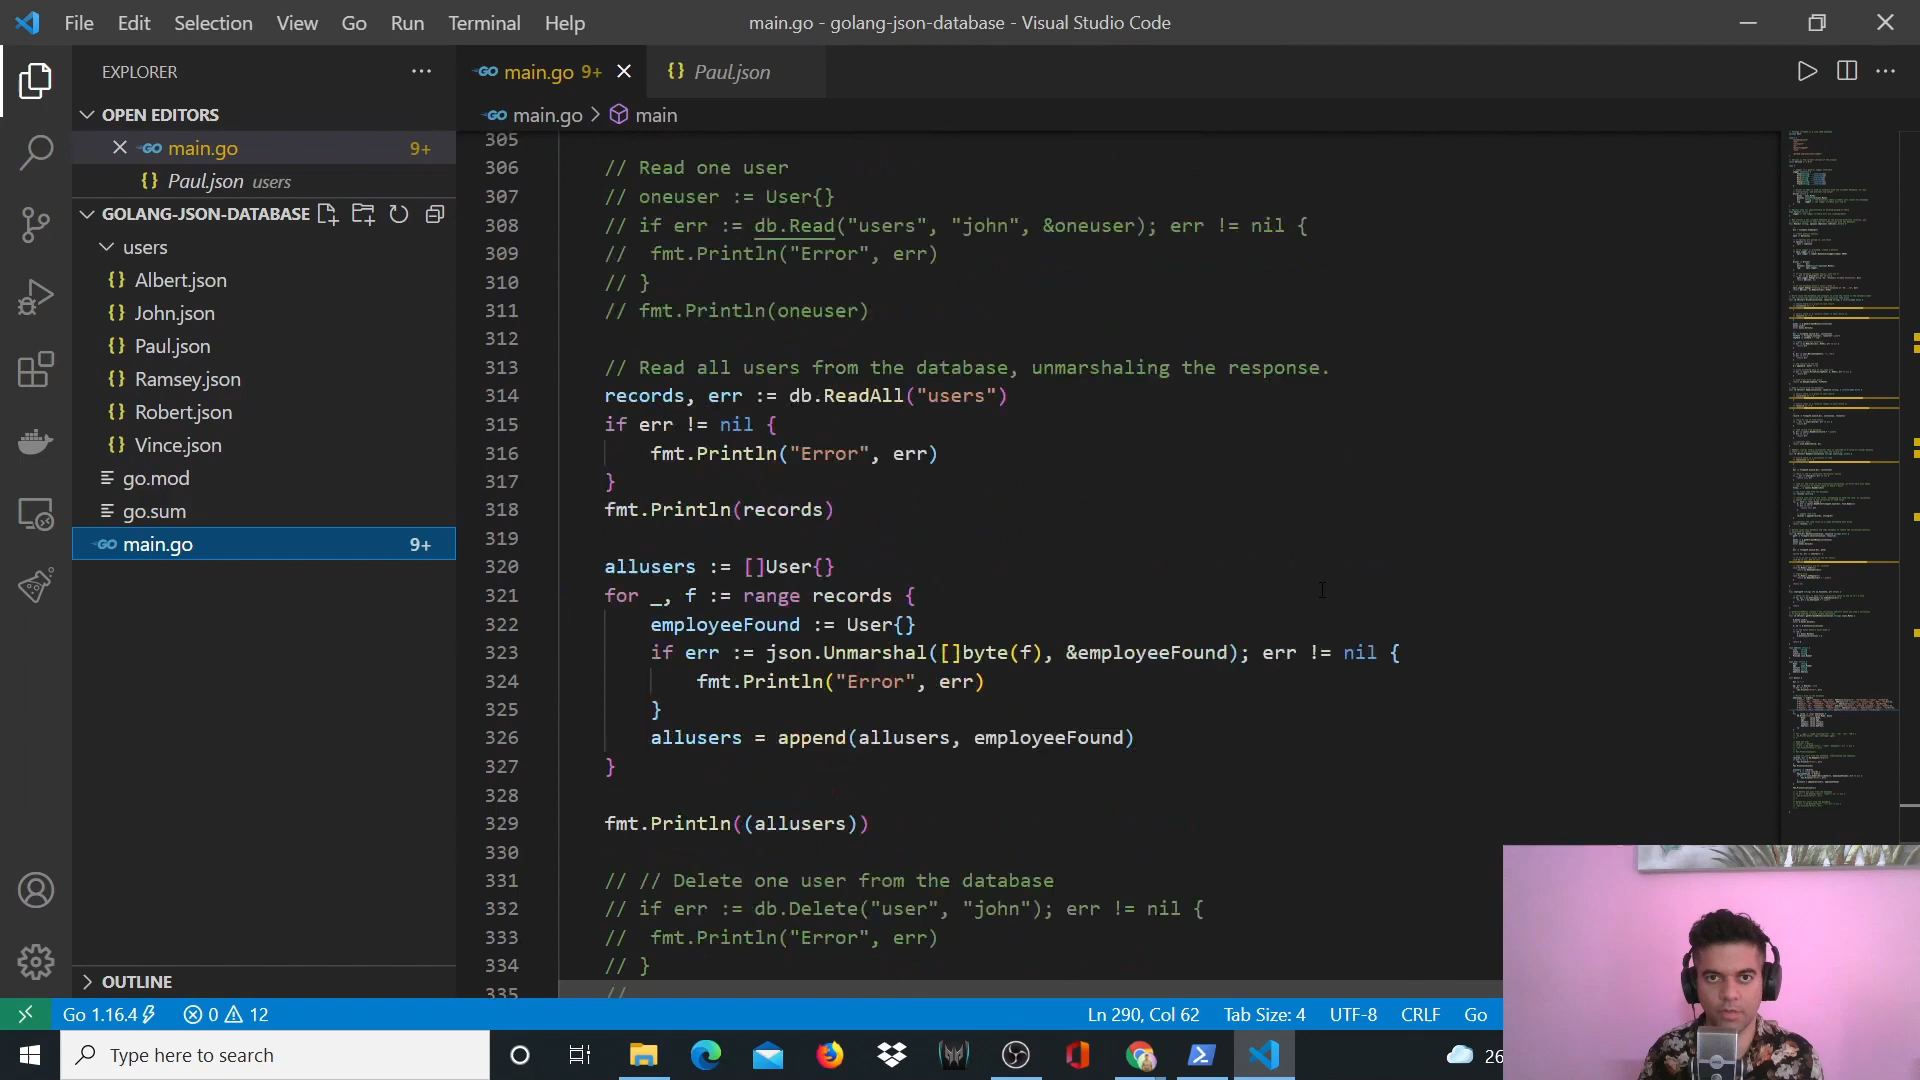 File Edit Selection View Go Run Terminal Help
main.go - golang-json-database - Visual Studio Code
EXPLORER
OPEN EDITORS
main.go 9+
Paul.json users
GOLANG-JSON-DATABASE
users
Albert.json
John.json
Paul.json
Ramsey.json
Robert.json
Vince.json
go.mod
go.sum
main.go 9+
OUTLINE
main.go 9+
Paul.json
main.go > main
305
306 // Read one user
307 // oneuser := User{}
308 // if err := db.Read("users", "john", &oneuser); err != nil {
309 //  fmt.Println("Error", err)
310 // }
311 // fmt.Println(oneuser)
312
313 // Read all users from the database, unmarshaling the response.
314 records, err := db.ReadAll("users")
315 if err != nil {
316 fmt.Println("Error", err)
317 }
318 fmt.Println(records)
319
320 allusers := []User{}
321 for _, f := range records {
322 employeeFound := User{}
323 if err := json.Unmarshal([]byte(f), &employeeFound); err != nil {
324 fmt.Println("Error", err)
325 }
326 allusers = append(allusers, employeeFound)
327 }
328
329 fmt.Println((allusers))
330
331 // // Delete one user from the database
332 // if err := db.Delete("user", "john"); err != nil {
333 //  fmt.Println("Error", err)
334 // }
335 //
Go 1.16.4 0 12 Ln 290, Col 62 Tab Size: 4 UTF-8 CRLF Go
Type here to search
26